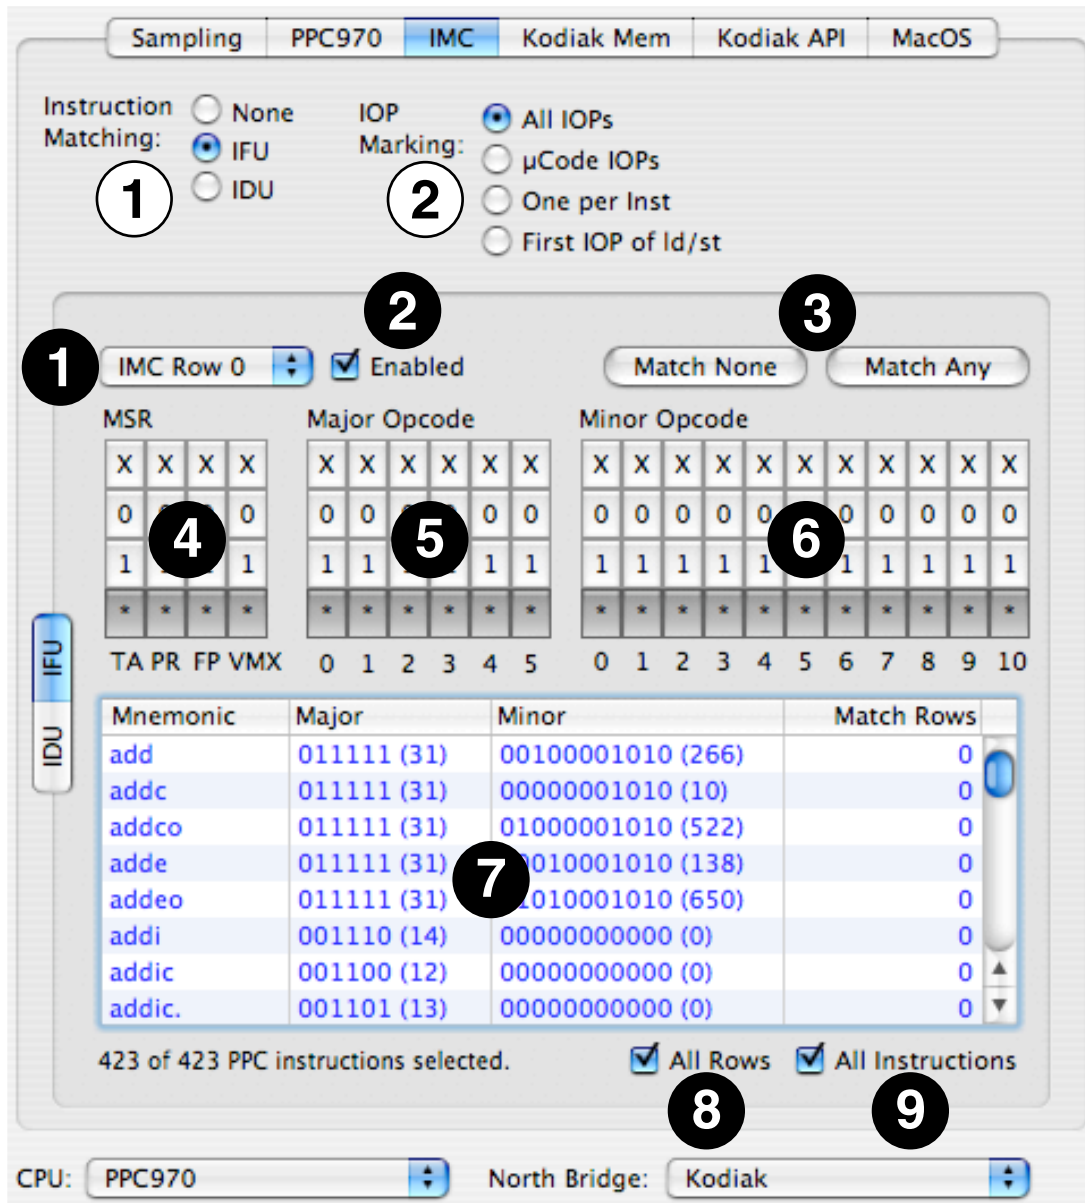 Sampling PPC970 IMC Kodiak Mem Kodiak API MacOS
Instruction Matching: None IFU IDU
1
IOP Marking: All IOPs µCode IOPs One per Inst First IOP of ld/st
2
2
3
1 IMC Row 0 Enabled Match None Match Any
MSR Major Opcode Minor Opcode
X X X X X X X X X X X X X X X X X X X X X
0 0 0 0 0 0 0 0 0 0 0 0 0 0 0
4 5 6
1 1 1 1 1 1 1 1 1 1 1 1 1 1 1 1
* * * * * * * * * * * * * * * * * * * * *
TA PR FP VMX 0 1 2 3 4 5 0 1 2 3 4 5 6 7 8 9 10
IFU
IDU
Mnemonic Major Minor Match Rows
add 011111 (31) 00100001010 (266) 0
addc 011111 (31) 00000001010 (10) 0
addco 011111 (31) 01000001010 (522) 0
adde 011111 (31) 0010001010 (138) 0
7
addeo 011111 (31) 1010001010 (650) 0
addi 001110 (14) 00000000000 (0) 0
addic 001100 (12) 00000000000 (0) 0
addic. 001101 (13) 00000000000 (0) 0
423 of 423 PPC instructions selected. All Rows All Instructions
8 9
CPU: PPC970 North Bridge: Kodiak